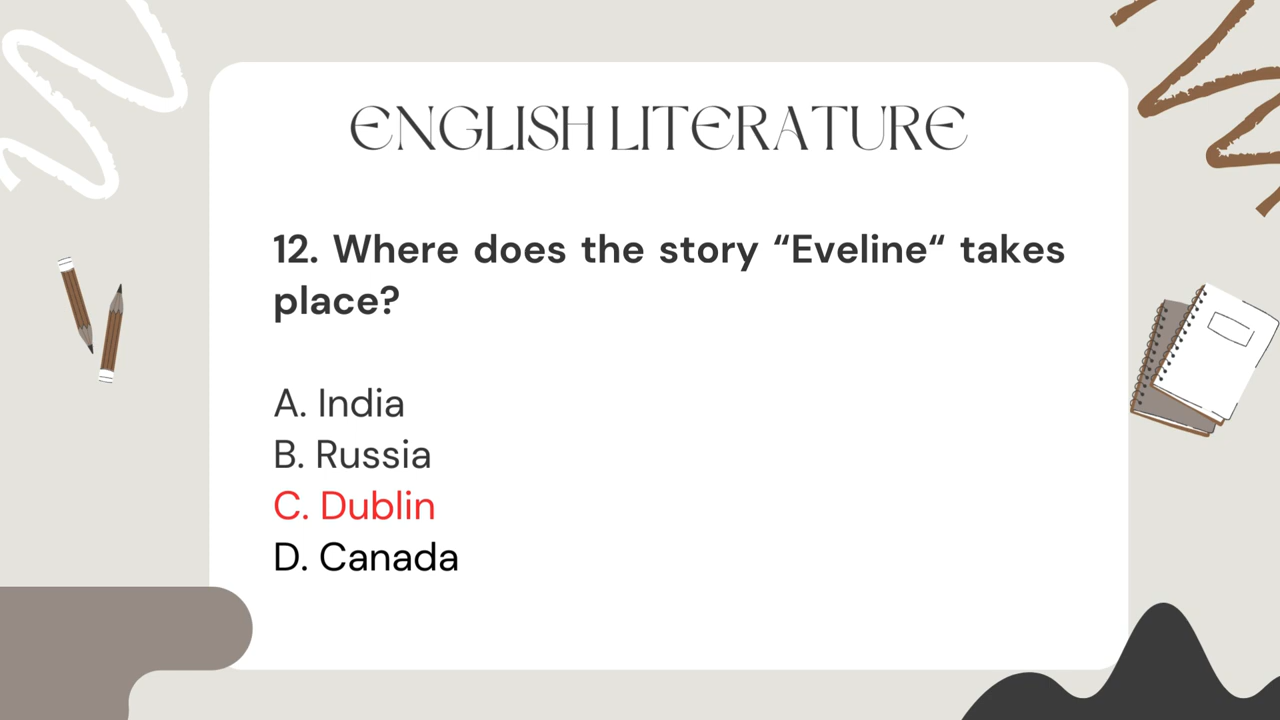 ENGLISH LITERATURE
12. Where does the story “Eveline“ takes
place?
A. India
B. Russia
C. Dublin
D. Canada